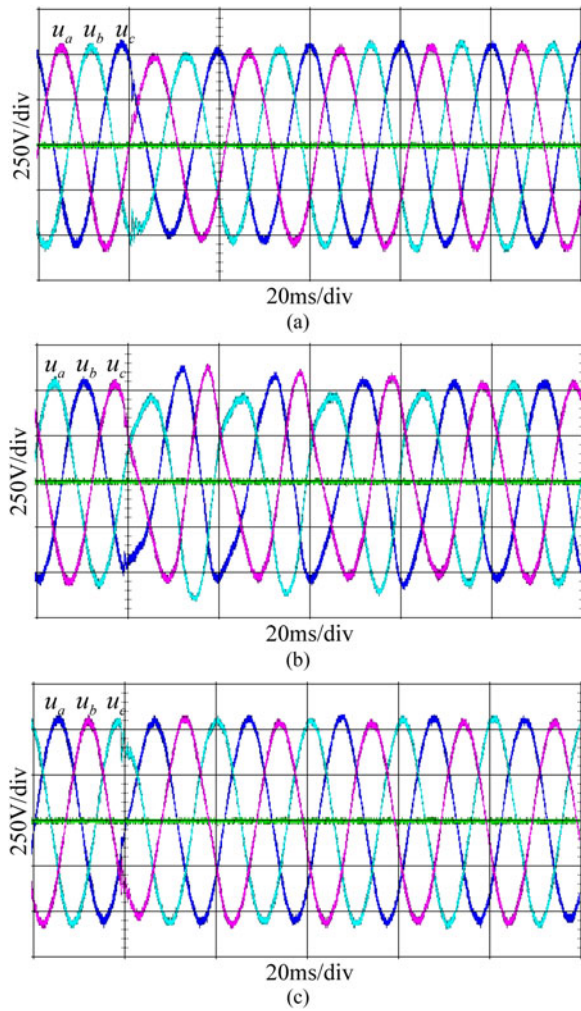 u_a u_b u_c
250V/div
20ms/div
(a)
u_a u_b u_c
250V/div
20ms/div
(b)
u_a u_b u_c
250V/div
20ms/div
(c)